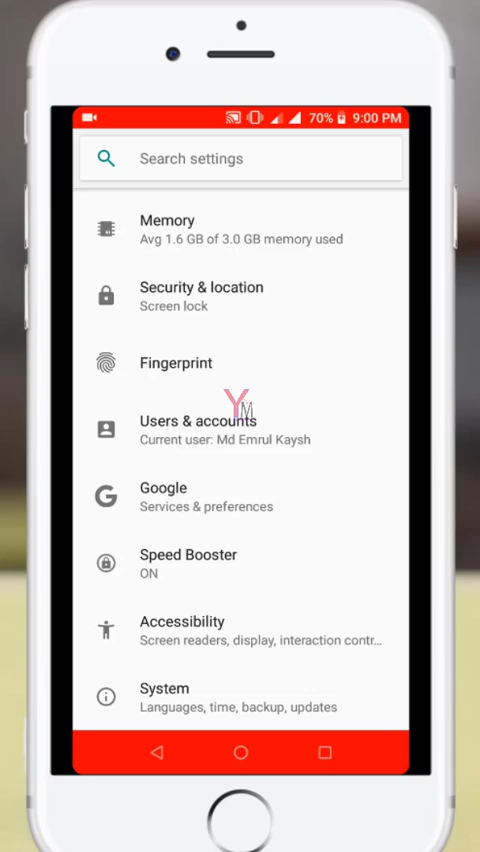 70% 9:00 PM
Search settings
Memory
Avg 1.6 GB of 3.0 GB memory used
Security & location
Screen lock
Fingerprint
YM
Users & accounts
Current user: Md Emrul Kaysh
Google
Services & preferences
Speed Booster
ON
Accessibility
Screen readers, display, interaction contr...
System
Languages, time, backup, updates